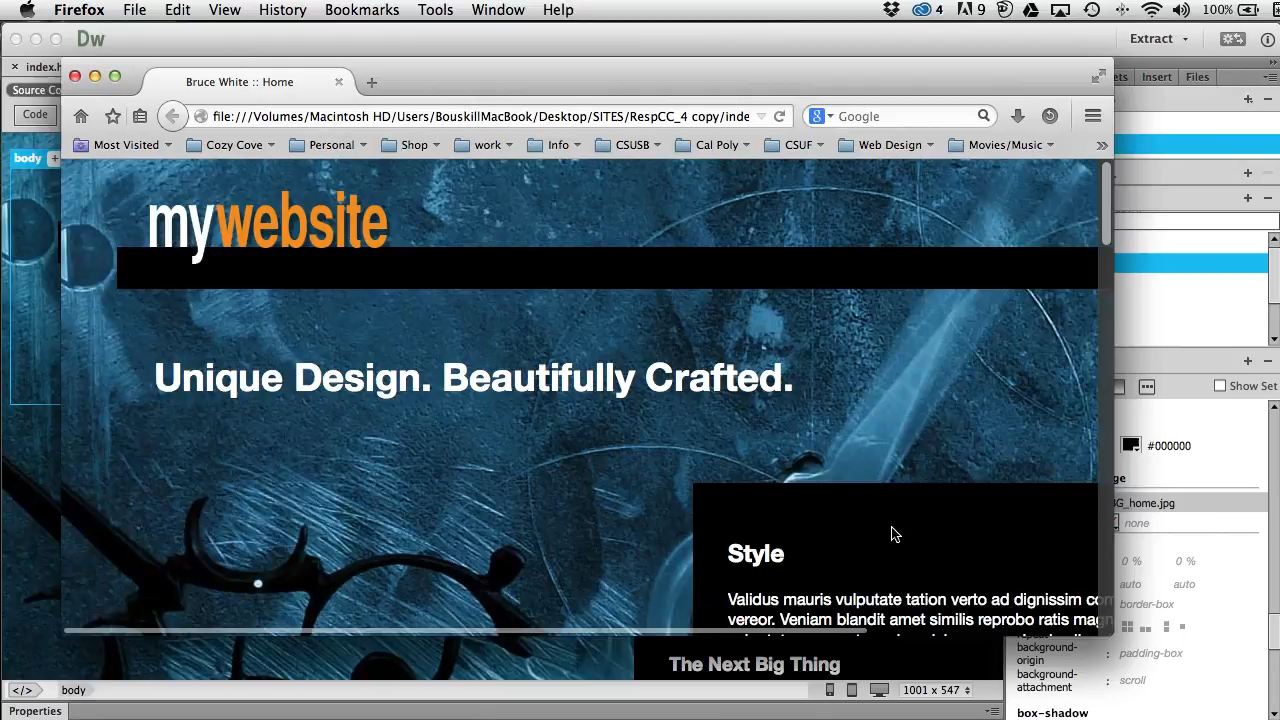 Firefox File Edit View History Bookmarks Tools Window Help 4 9 100%
Dw Extract
index.h
Bruce White :: Home
Insert Files
Source Co
Code
file:///Volumes/Macintosh HD/Users/BouskillMacBook/Desktop/SITES/RespCC_4 copy/inde
Google
Most Visited Cozy Cove Personal Shop work Info CSUSB Cal Poly CSUF Web Design Movies/Music
body
mywebsite
Unique Design. Beautifully Crafted.
Show Set
#000000
BG_home.jpg
none
Style
0 % 0 %
auto auto
Validus mauris vulputate tation verto ad dignissim
border-box
vereor. Veniam blandit amet similis reprobo ratis magn
The Next Big Thing
background-
origin
padding-box
background-
attachment : scroll
</> body 1001 x 547
Properties
box-shadow